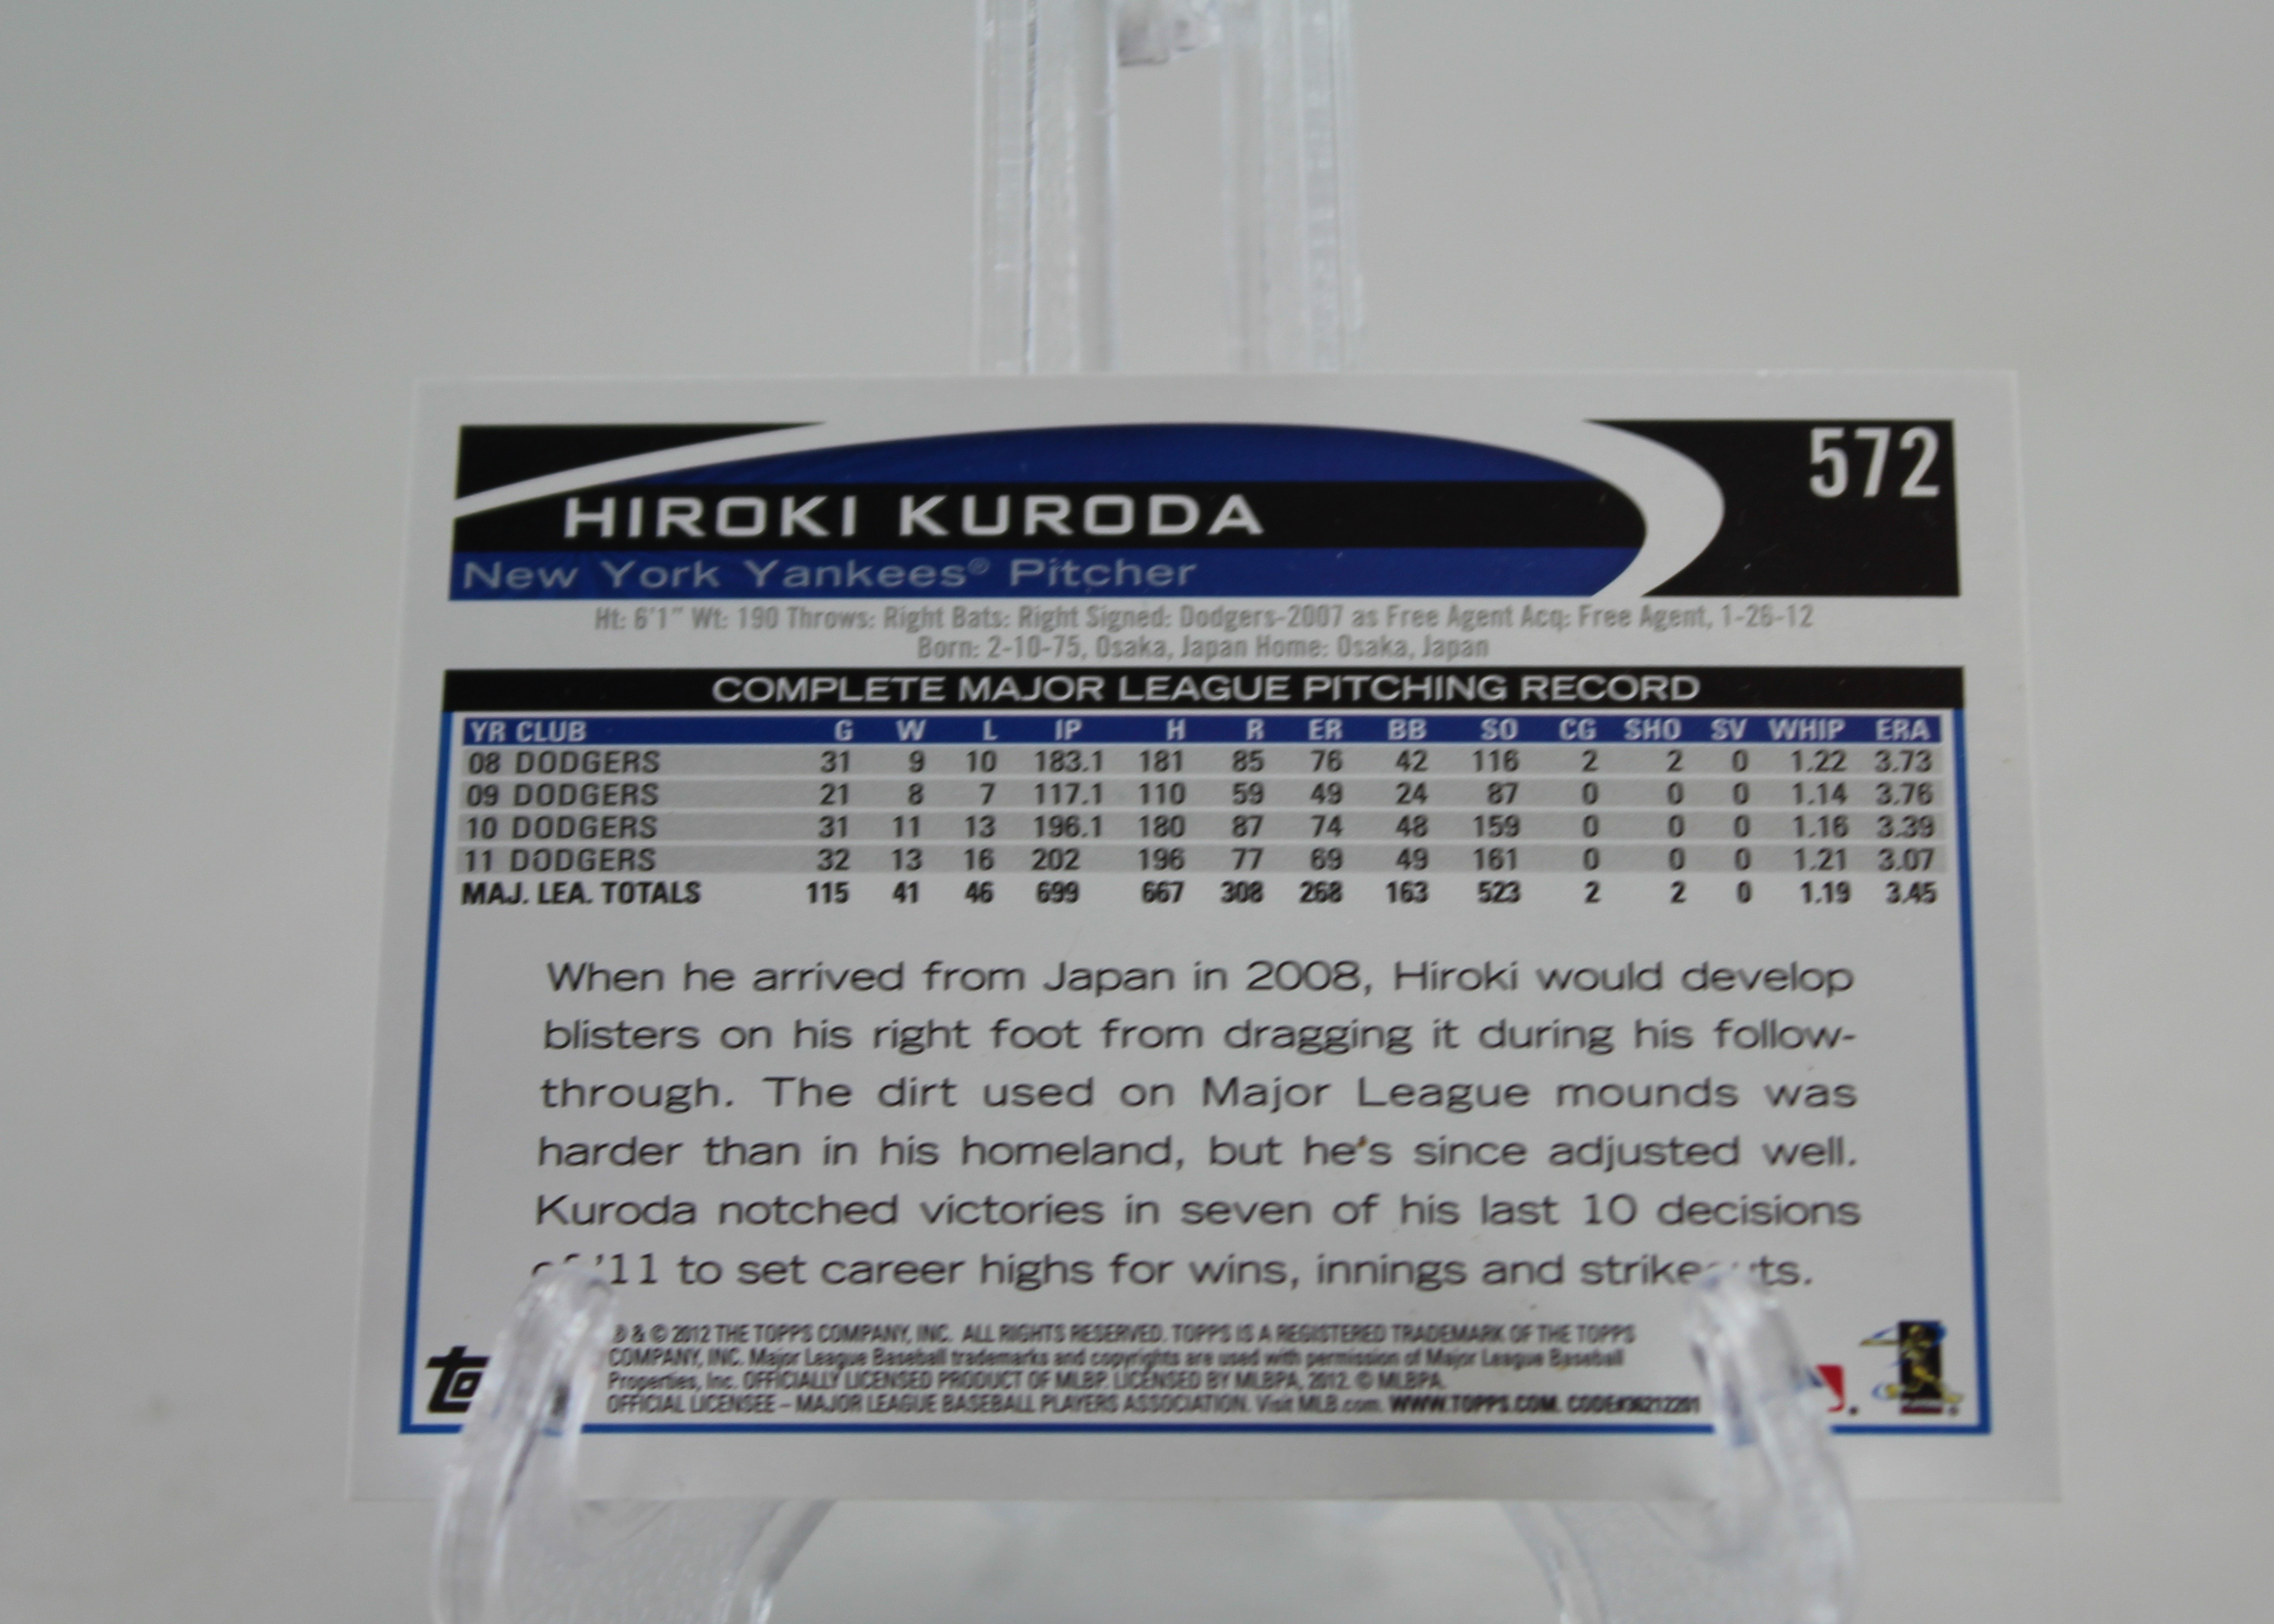 572
HIROKI KURODA
New York Yankees® Pitcher
Ht: 6'1" Wt: 190 Throws: Right Bats: Right Signed: Dodgers-2007 as Free Agent Acq: Free Agent, 1-26-12
Born: 2-10-75, Osaka, Japan Home: Osaka, Japan
COMPLETE MAJOR LEAGUE PITCHING RECORD
YR CLUB G W L IP H R ER BB SO CG SHO SV WHIP ERA
08 DODGERS 31 9 10 183.1 181 85 76 42 116 2 2 0 1.22 3.73
09 DODGERS 21 8 7 117.1 110 59 49 24 87 0 0 0 1.14 3.76
10 DODGERS 31 11 13 196.1 180 87 74 48 159 0 0 0 1.16 3.39
11 DODGERS 32 13 16 202 196 77 69 49 161 0 0 0 1.21 3.07
MAJ. LEA. TOTALS 115 41 46 699 667 308 268 163 523 2 2 0 1.19 3.45
When he arrived from Japan in 2008, Hiroki would develop
blisters on his right foot from dragging it during his follow-
through. The dirt used on Major League mounds was
harder than in his homeland, but he's since adjusted well.
Kuroda notched victories in seven of his last 10 decisions
of '11 to set career highs for wins, innings and strikeouts.
® & © 2012 THE TOPPS COMPANY, INC. ALL RIGHTS RESERVED. TOPPS IS A REGISTERED TRADEMARK OF THE TOPPS
COMPANY, INC. Major League Baseball trademarks and copyrights are used with permission of Major League Baseball
Properties, Inc. OFFICIALLY LICENSED PRODUCT OF MLBP. LICENSED BY MLBPA, 2012. © MLBPA.
OFFICIAL LICENSEE – MAJOR LEAGUE BASEBALL PLAYERS ASSOCIATION. Visit MLB.com. WWW.TOPPS.COM. CODE#36212201